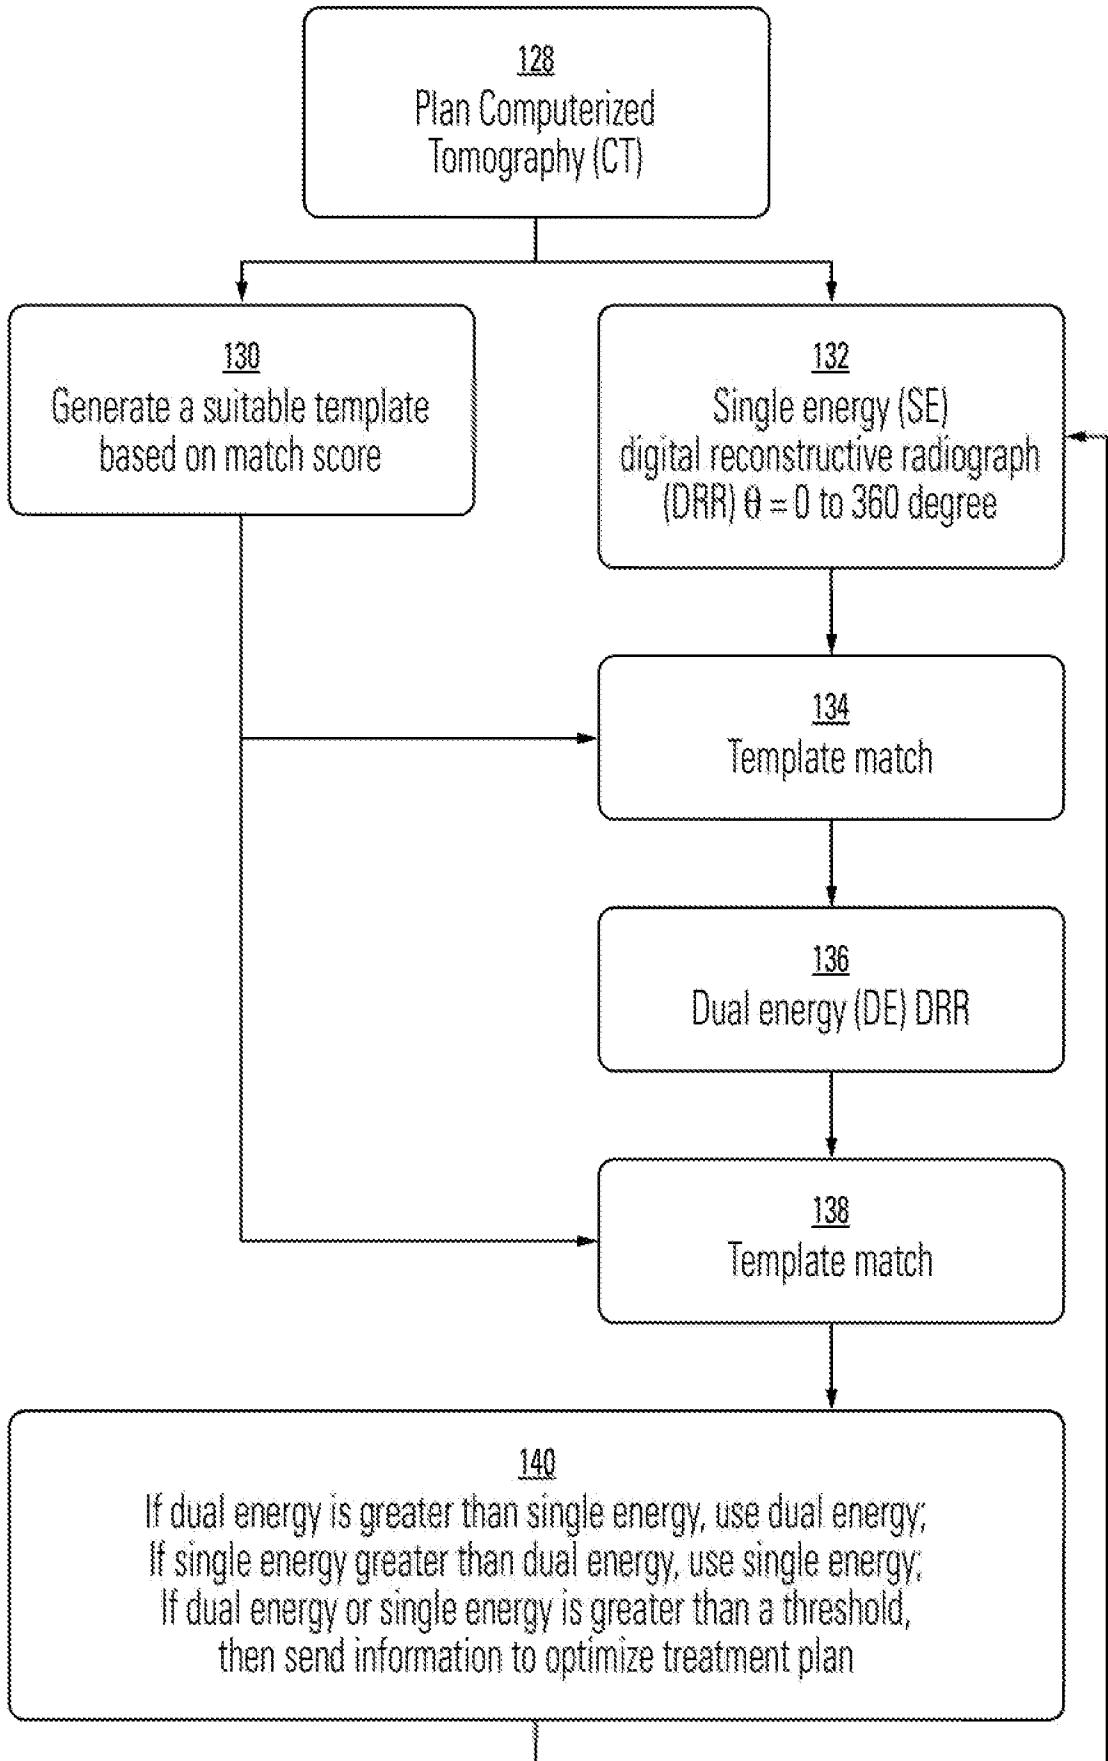 128
Plan Computerized
Tomography (CT)
130
Generate a suitable template
based on match score
132
Single energy (SE)
digital reconstructive radiograph
(DRR) θ = 0 to 360 degree
134
Template match
136
Dual energy (DE) DRR
138
Template match
140
If dual energy is greater than single energy, use dual energy;
If single energy greater than dual energy, use single energy;
If dual energy or single energy is greater than a threshold,
then send information to optimize treatment plan